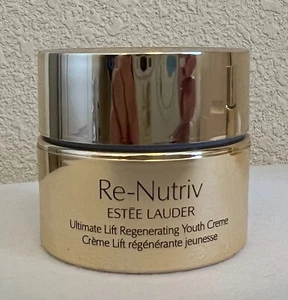 Re-Nutriv
ESTĒE LAUDER
Ultimate Lift Regenerating Youth Creme
Crème Lift régénérante jeunesse